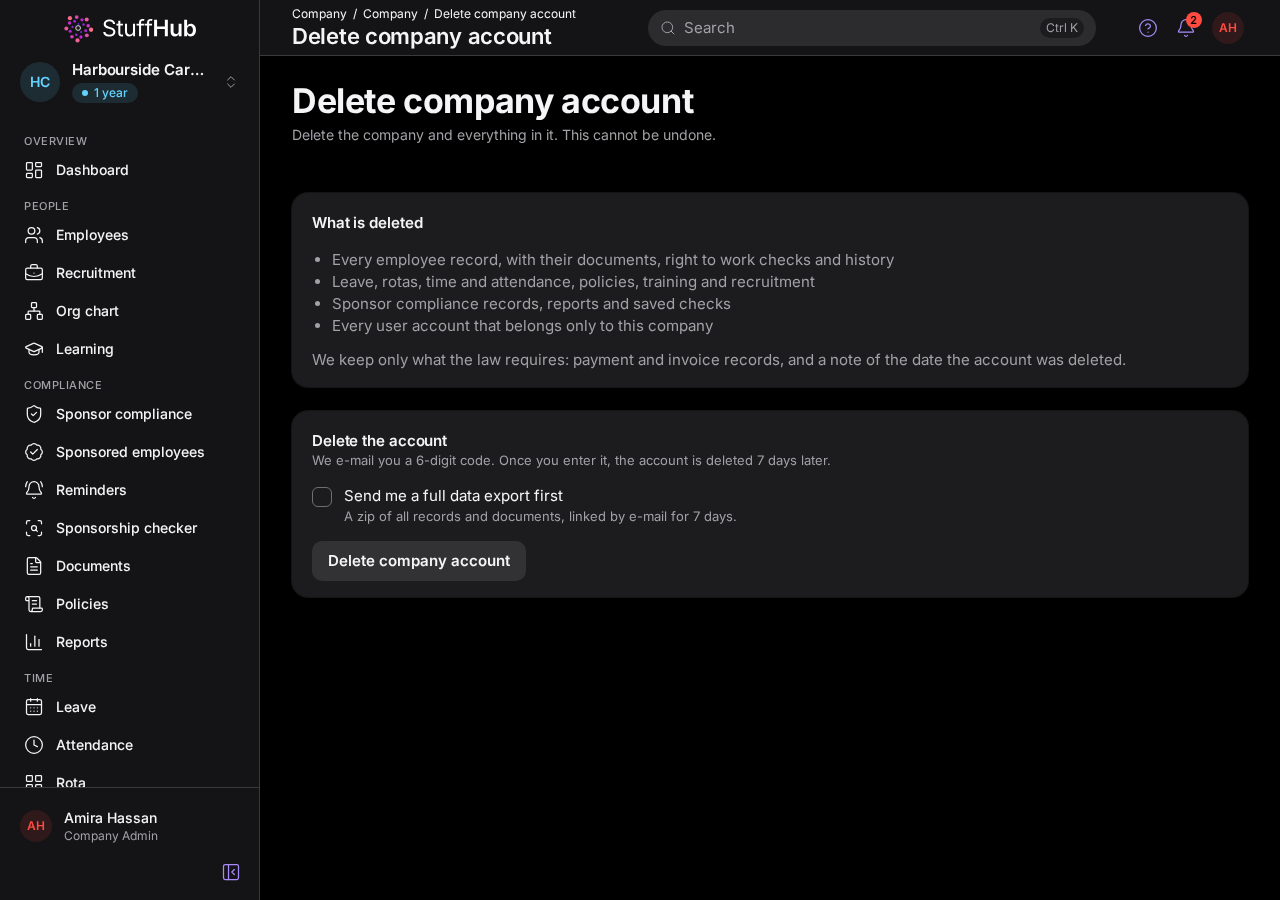 StuffHub
HC
Harbourside Car...
1 year
OVERVIEW
Dashboard
PEOPLE
Employees
Recruitment
Org chart
Learning
COMPLIANCE
Sponsor compliance
Sponsored employees
Reminders
Sponsorship checker
Documents
Policies
Reports
TIME
Leave
Attendance
Rota
AH
Amira Hassan
Company Admin
Company / Company / Delete company account
Delete company account
Search
Ctrl K
2
AH
Delete company account
Delete the company and everything in it. This cannot be undone.
What is deleted
• Every employee record, with their documents, right to work checks and history
• Leave, rotas, time and attendance, policies, training and recruitment
• Sponsor compliance records, reports and saved checks
• Every user account that belongs only to this company
We keep only what the law requires: payment and invoice records, and a note of the date the account was deleted.
Delete the account
We e-mail you a 6-digit code. Once you enter it, the account is deleted 7 days later.
Send me a full data export first
A zip of all records and documents, linked by e-mail for 7 days.
Delete company account